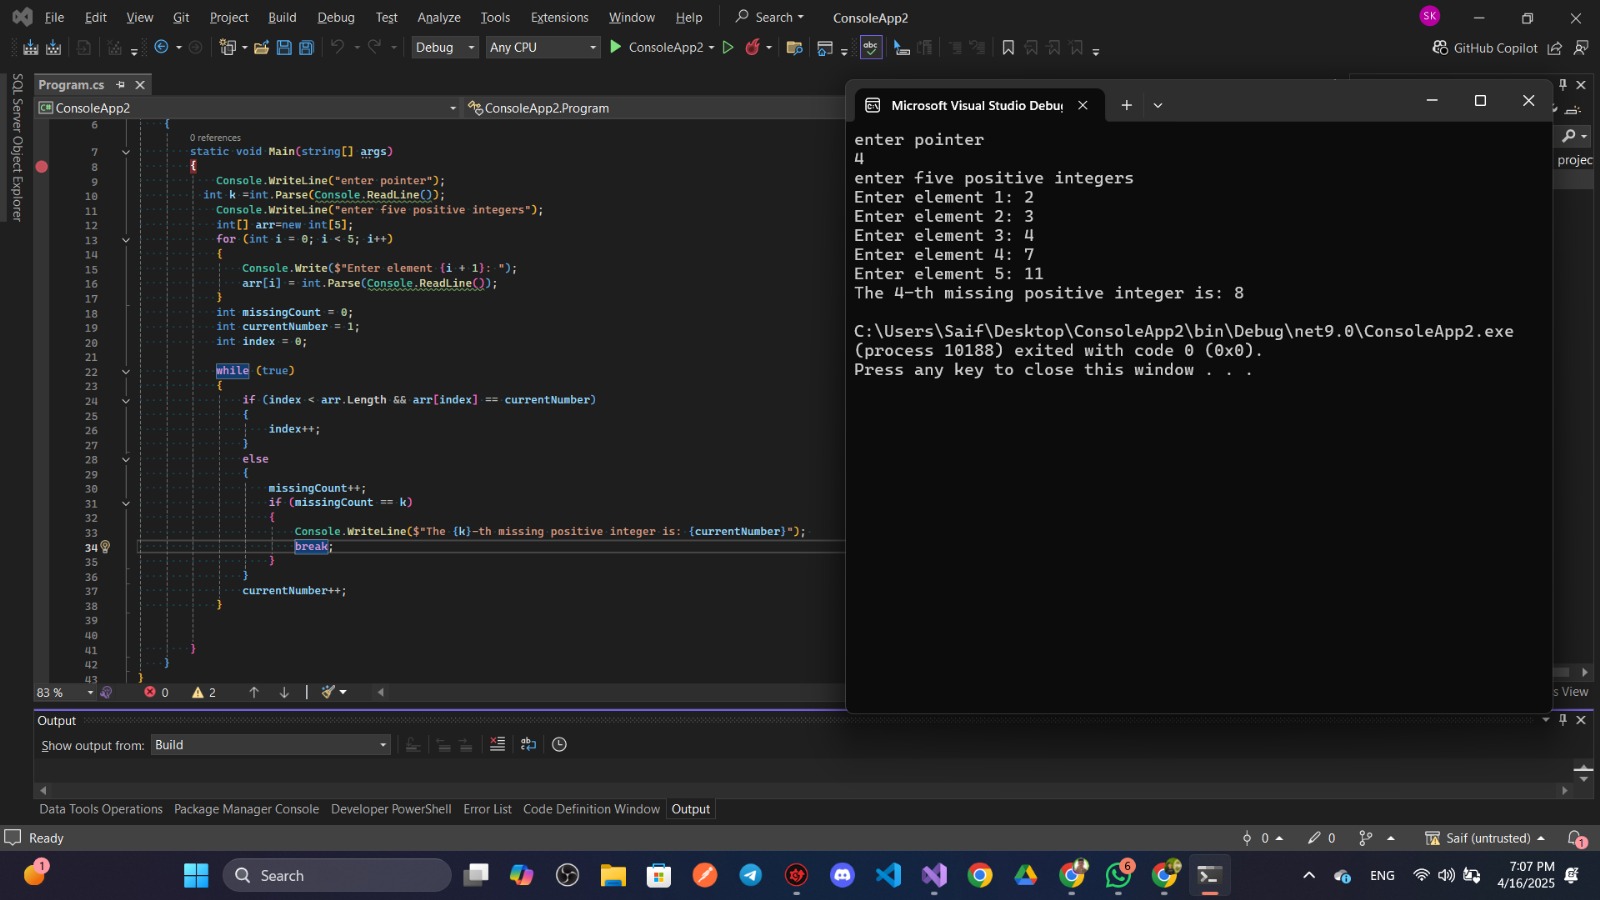 File Edit View Git Project Build Debug Test Analyze Tools Extensions Window Help Search ConsoleApp2 SK
Debug Any CPU ConsoleApp2 abc GitHub Copilot
SQL Server Object Explorer
Program.cs
C# ConsoleApp2 ConsoleApp2.Program
6 {
0 references
7 static void Main(string[] args)
8 {
9 Console.WriteLine("enter pointer");
10 int k =int.Parse(Console.ReadLine());
11 Console.WriteLine("enter five positive integers");
12 int[] arr=new int[5];
13 for (int i = 0; i < 5; i++)
14 {
15 Console.Write($"Enter element {i + 1}: ");
16 arr[i] = int.Parse(Console.ReadLine());
17 }
18 int missingCount = 0;
19 int currentNumber = 1;
20 int index = 0;
21
22 while (true)
23 {
24 if (index < arr.Length && arr[index] == currentNumber)
25 {
26 index++;
27 }
28 else
29 {
30 missingCount++;
31 if (missingCount == k)
32 {
33 Console.WriteLine($"The {k}-th missing positive integer is: {currentNumber}");
34 break;
35 }
36 }
37 currentNumber++;
38 }
39
40
41 }
42 }
43 }
83 % 0 2
Microsoft Visual Studio Debu
enter pointer
4
enter five positive integers
Enter element 1: 2
Enter element 2: 3
Enter element 3: 4
Enter element 4: 7
Enter element 5: 11
The 4-th missing positive integer is: 8
C:\Users\Saif\Desktop\ConsoleApp2\bin\Debug\net9.0\ConsoleApp2.exe
(process 10188) exited with code 0 (0x0).
Press any key to close this window . . .
projec
s View
Output
Show output from: Build
Data Tools Operations Package Manager Console Developer PowerShell Error List Code Definition Window Output
Ready 0 0 Saif (untrusted) 1
1 Search 6 ENG 7:07 PM
4/16/2025